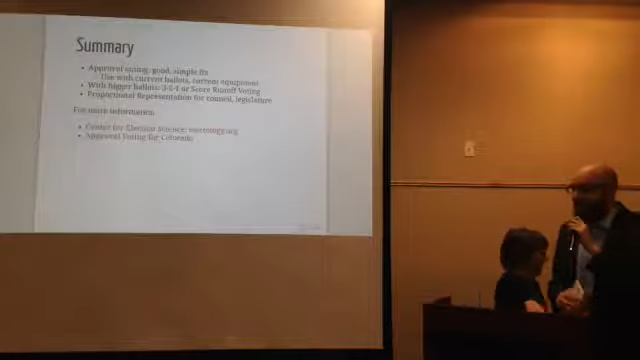 Summary
Approval voting: good, simple fix
Use with current ballots, current equipment
With bigger ballots: 3-2-1 or Score Runoff Voting
Proportional Representation for council, legislature
For more information
Center for Election Science: electology.org
Approval Voting for Colorado